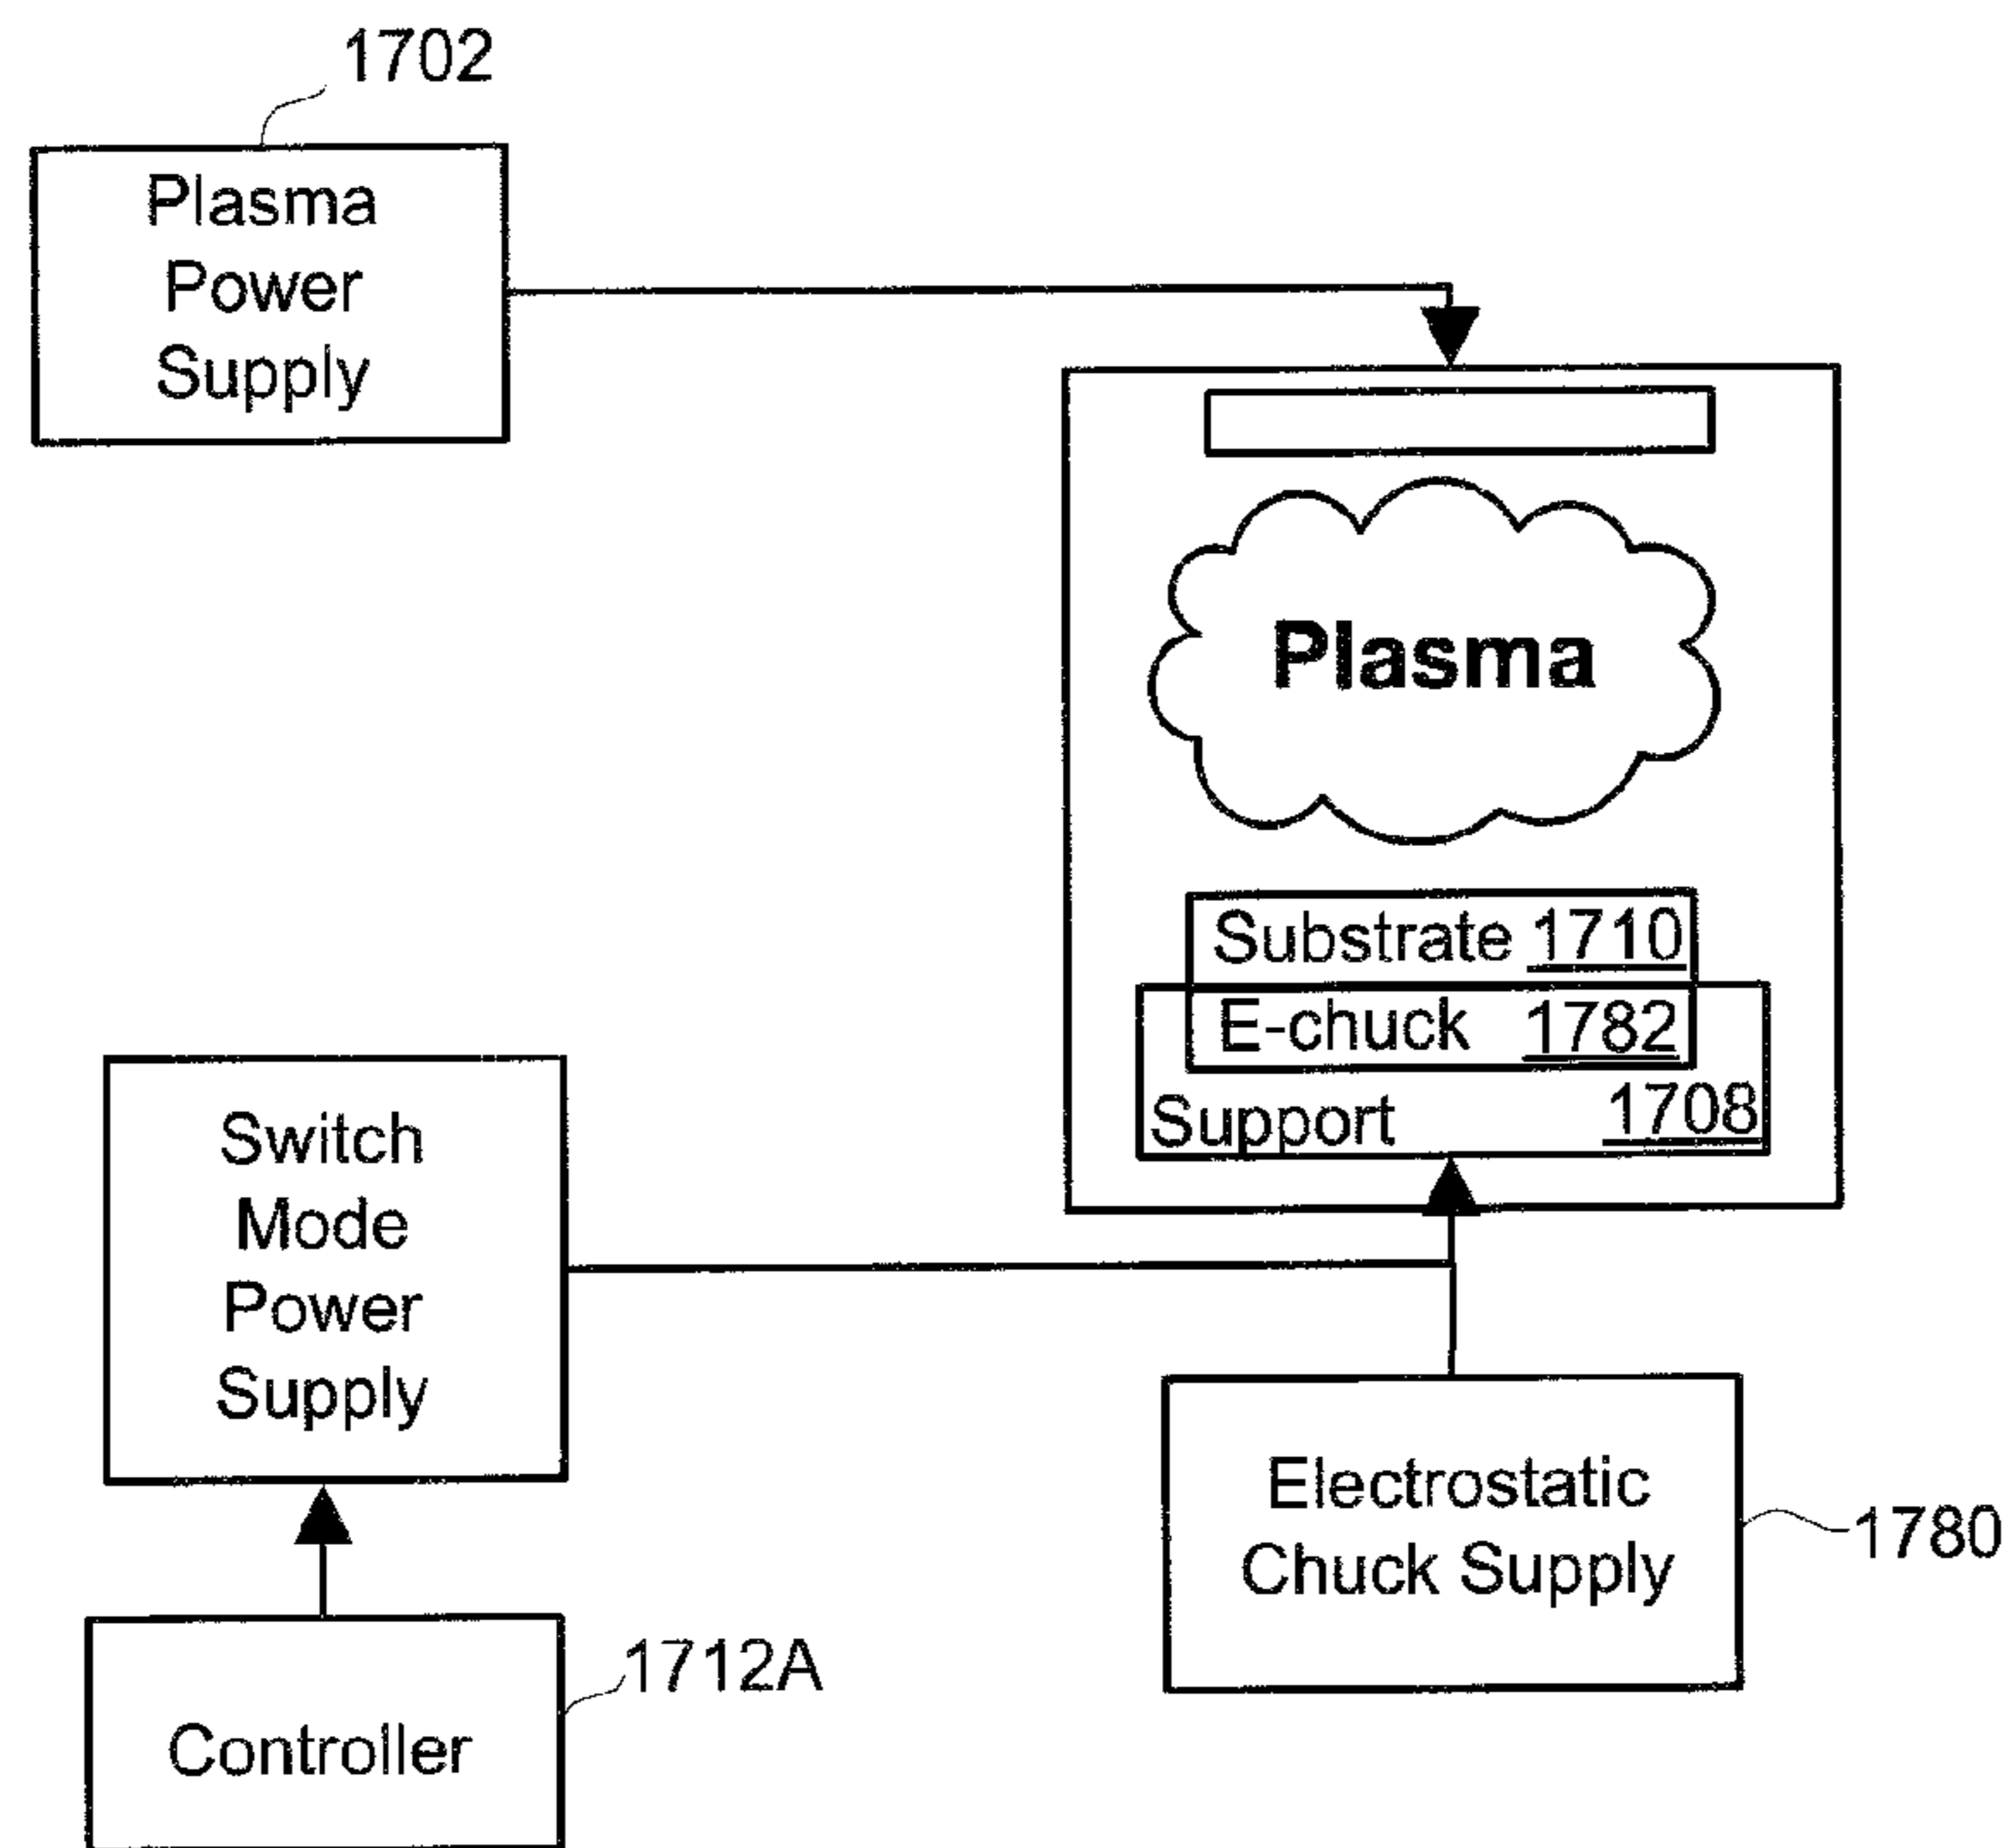 1702
Plasma
Power
Supply
Plasma
Substrate 1710
E-chuck 1782
Support 1708
Switch
Mode
Power
Supply
Electrostatic
Chuck Supply
1780
1712A
Controller